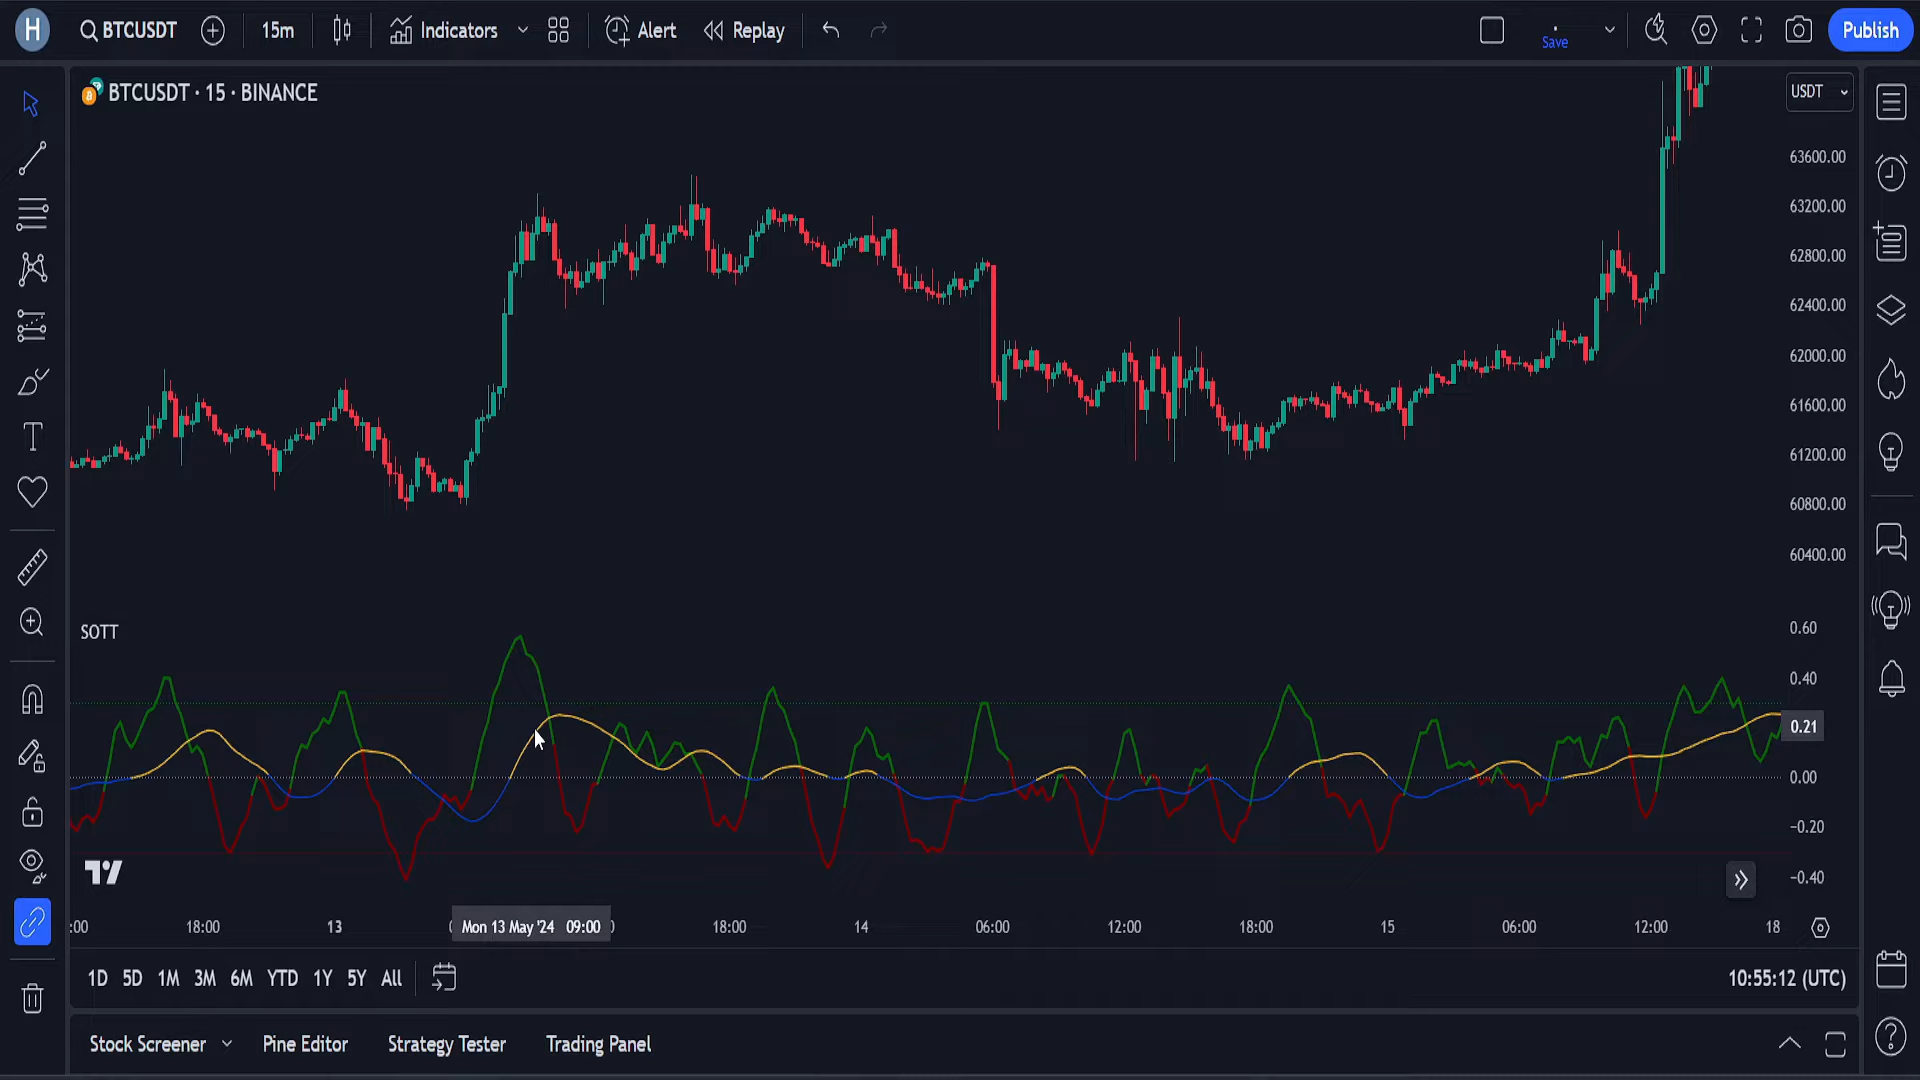 H BTCUSDT 15m Indicators Alert Replay Save Publish
BTCUSDT · 15 · BINANCE
USDT
63600.00
63200.00
62800.00
62400.00
62000.00
61600.00
61200.00
60800.00
60400.00
SOTT
0.60
0.40
0.21
0.00
−0.20
−0.40
:00 18:00 13 Mon 13 May '24 09:00 18:00 14 06:00 12:00 18:00 15 06:00 12:00 18
1D 5D 1M 3M 6M YTD 1Y 5Y All 10:55:12 (UTC)
Stock Screener Pine Editor Strategy Tester Trading Panel